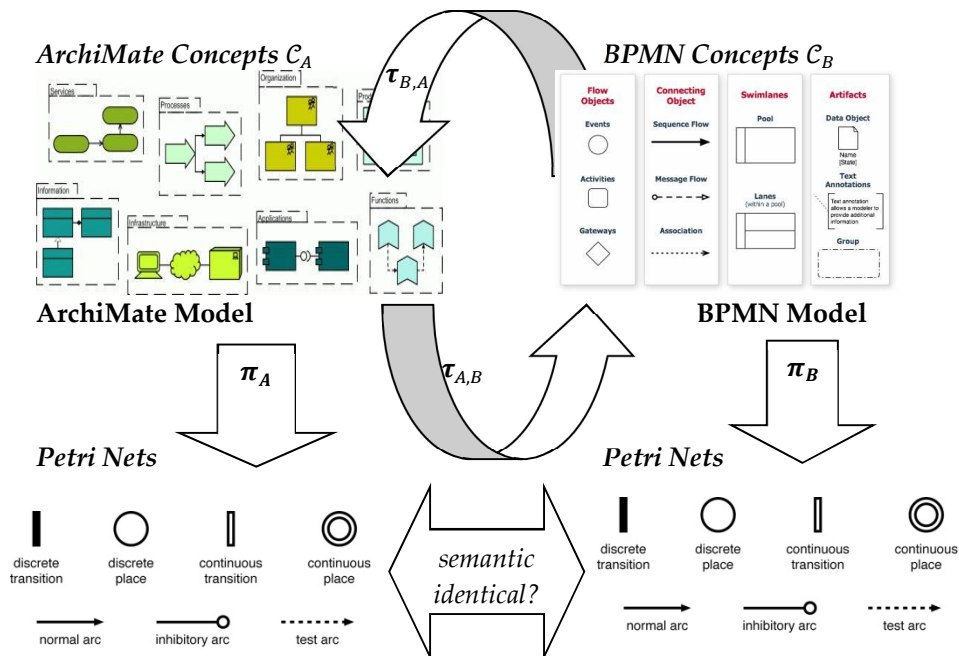 ArchiMate Concepts 𝒞A
τB,A
BPMN Concepts 𝒞B
Services
Processes
Organization
Information
Infrastructure
Applications
Functions
Flow
Objects
Events
Activities
Gateways
Connecting
Object
Sequence Flow
Message Flow
Association
Swimlanes
Pool
Lanes
(within a pool)
Artifacts
Data Object
Name
[State]
Text
Annotations
Text annotation
allows a modeler to
provide additional
information
Group
ArchiMate Model
BPMN Model
πA
τA,B
πB
Petri Nets
discrete
transition
discrete
place
continuous
transition
continuous
place
normal arc
inhibitory arc
test arc
semantic
identical?
Petri Nets
discrete
transition
discrete
place
continuous
transition
continuous
place
normal arc
inhibitory arc
test arc